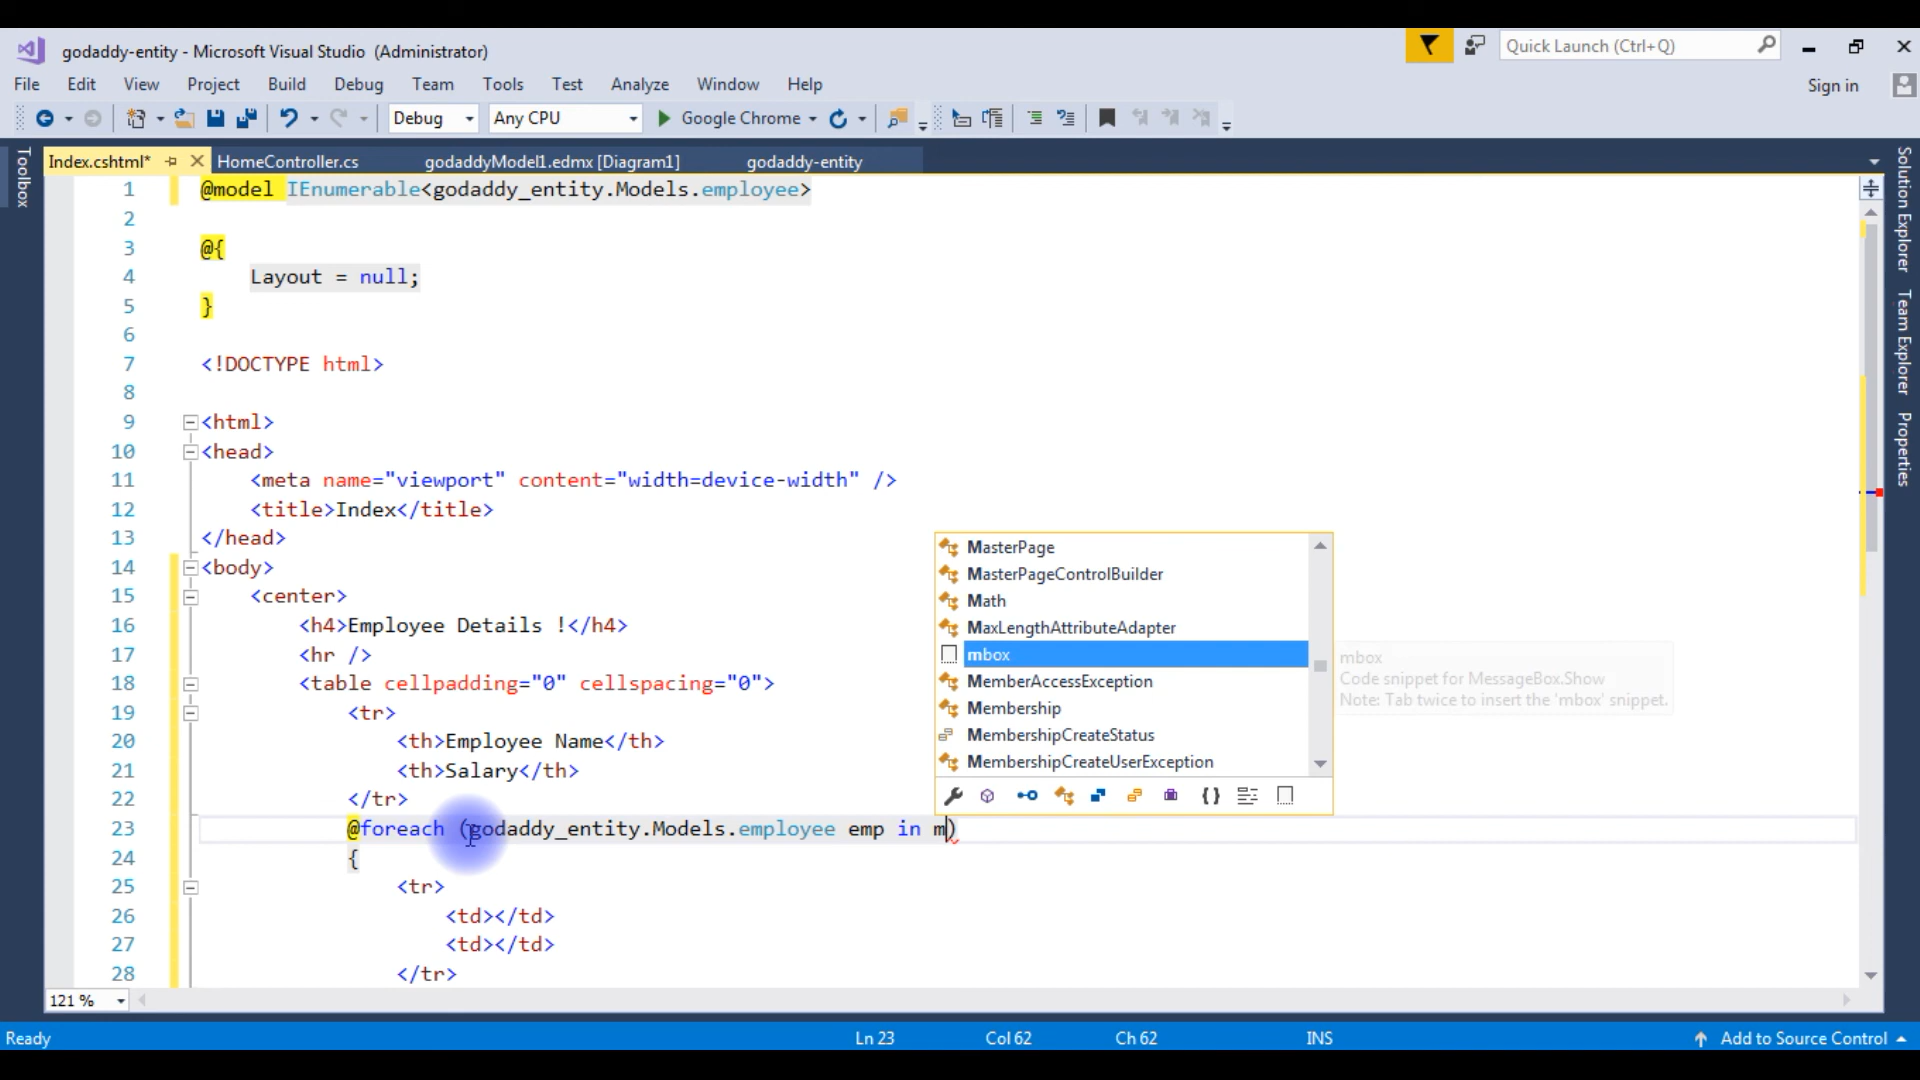 godaddy-entity - Microsoft Visual Studio (Administrator)
Quick Launch (Ctrl+Q)
File Edit View Project Build Debug Team Tools Test Analyze Window Help
Sign in
Debug Any CPU Google Chrome
Toolbox
Index.cshtml* HomeController.cs godaddyModel1.edmx [Diagram1] godaddy-entity
Solution Explorer
Team Explorer
Properties
1 @model IEnumerable<godaddy_entity.Models.employee>
2
3 @{
4 Layout = null;
5 }
6
7 <!DOCTYPE html>
8
9 <html>
10 <head>
11 <meta name="viewport" content="width=device-width" />
12 <title>Index</title>
13 </head>
14 <body>
15 <center>
16 <h4>Employee Details !</h4>
17 <hr />
18 <table cellpadding="0" cellspacing="0">
19 <tr>
20 <th>Employee Name</th>
21 <th>Salary</th>
22 </tr>
23 @foreach (godaddy_entity.Models.employee emp in m)
24 {
25 <tr>
26 <td></td>
27 <td></td>
28 </tr>
MasterPage
MasterPageControlBuilder
Math
MaxLengthAttributeAdapter
mbox
MemberAccessException
Membership
MembershipCreateStatus
MembershipCreateUserException
mbox
Code snippet for MessageBox.Show
Note: Tab twice to insert the 'mbox' snippet.
121 %
Ready Ln 23 Col 62 Ch 62 INS Add to Source Control